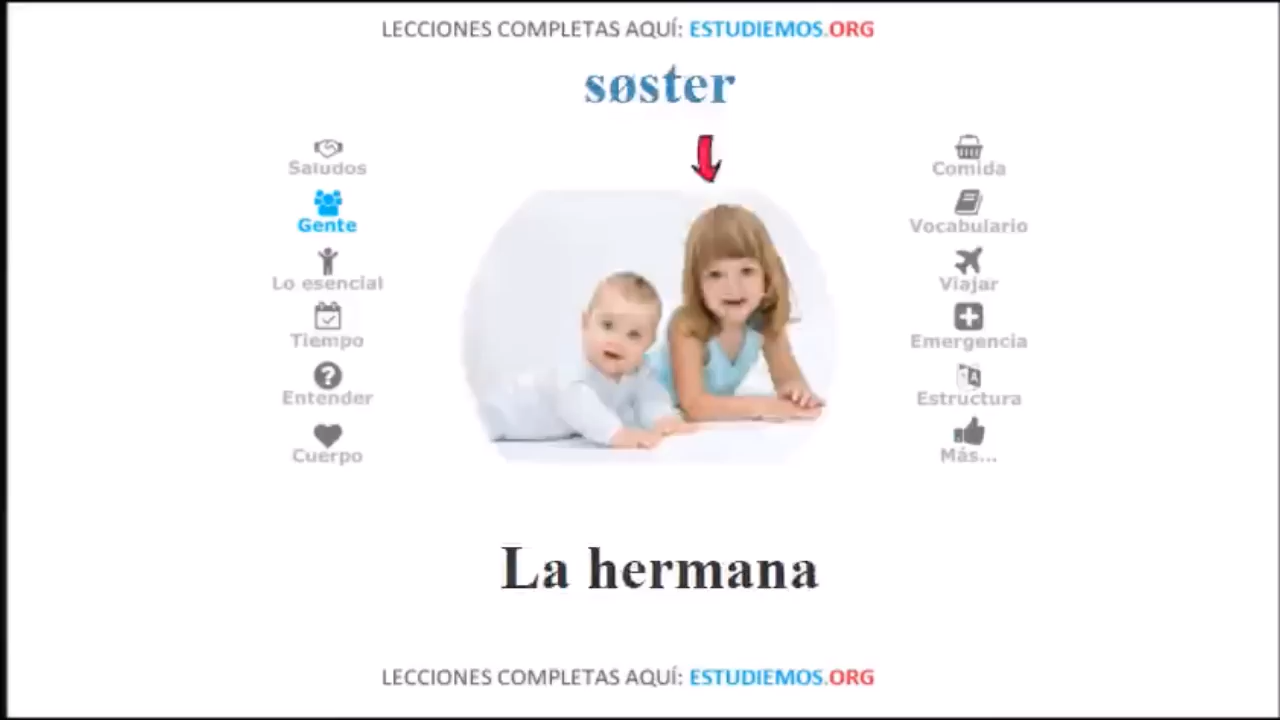 LECCIONES COMPLETAS AQUÍ: ESTUDIEMOS.ORG
søster
Saludos
Gente
Lo esencial
Tiempo
Entender
Cuerpo
Comida
Vocabulario
Viajar
Emergencia
Estructura
Más...
La hermana
LECCIONES COMPLETAS AQUÍ: ESTUDIEMOS.ORG